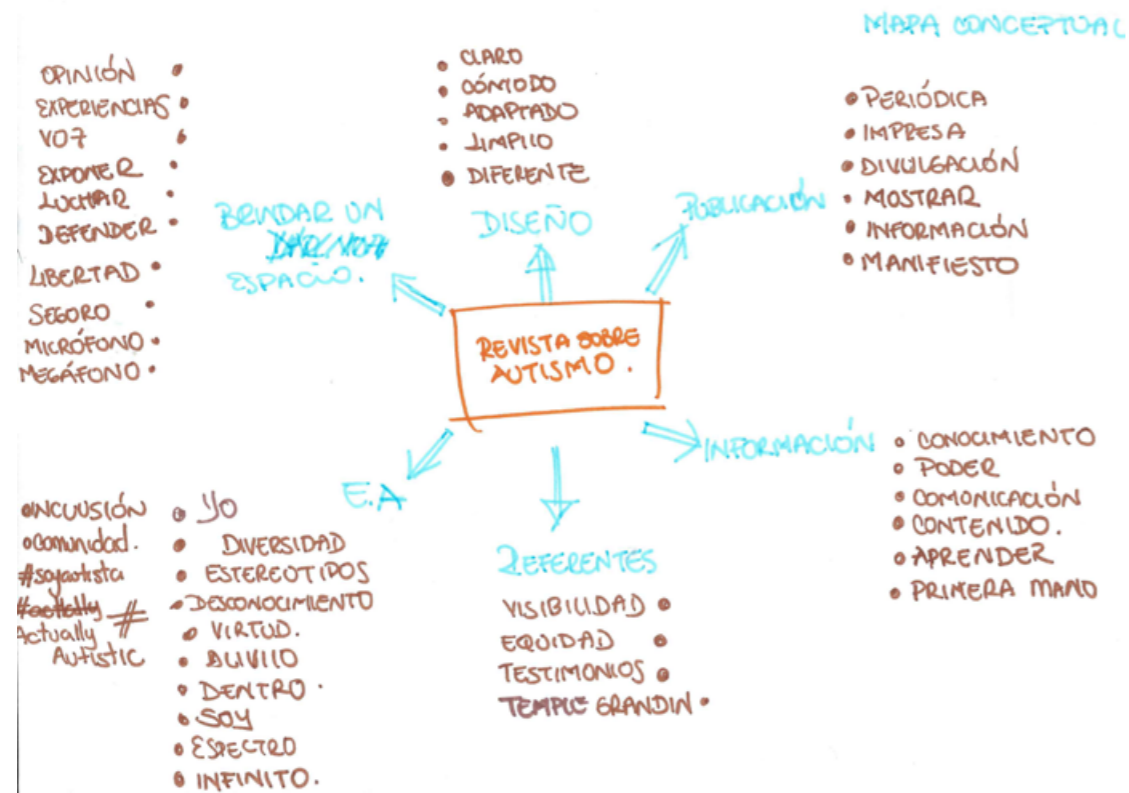 MAPA CONCEPTUAL
OPINIÓN
EXPERIENCIAS
VOZ
EXPONER
LUCHAR
DEFENDER
LIBERTAD
SEGURO
MICRÓFONO
MEGÁFONO
BRINDAR UN
ESPACIO.
CLARO
CÓMODO
ADAPTADO
LIMPIIO
DIFERENTE
DISEÑO
PUBLICACIÓN
PERIÓDICA
IMPRESA
DIVULGACIÓN
MOSTRAR
INFORMACIÓN
MANIFIESTO
REVISTA SOBRE
AUTISMO.
INFORMACIÓN
CONOCIMIENTO
PODER
COMUNICACIÓN
CONTENIDO.
APRENDER
PRIMERA MANO
E.A
INCLUSIÓN
Comunidad.
#soyautista
#actually
#
Actually
Autistic
YO
DIVERSIDAD
ESTEREOTIPOS
DESCONOCIMIENTO
VIRTUD.
ALIVIIO
DENTRO.
SOY
ESPECTRO
INFINITO.
REFERENTES
VISIBILIDAD
EQUIDAD
TESTIMONIOS
TEMPLE GRANDIN